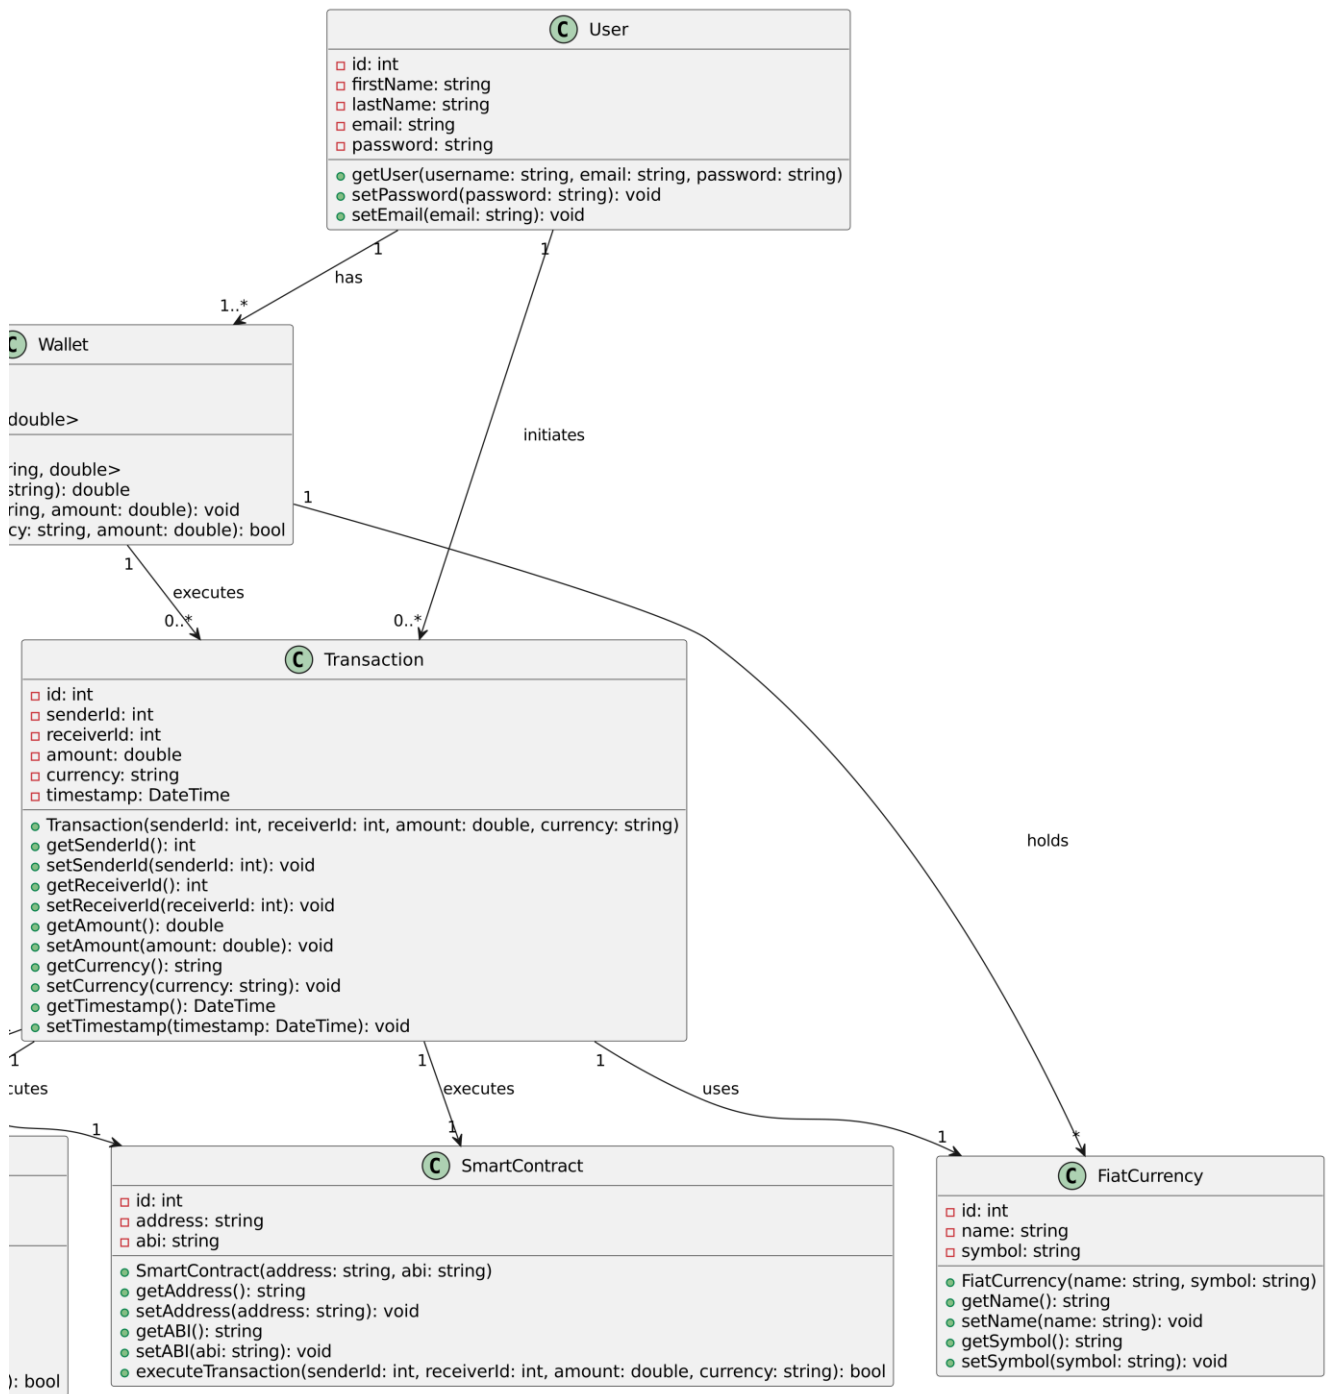 C User
id: int
firstName: string
lastName: string
email: string
password: string
getUser(username: string, email: string, password: string)
setPassword(password: string): void
setEmail(email: string): void
1
1
has
1..*
C Wallet
double>
initiates
ring, double>
string): double
ring, amount: double): void
cy: string, amount: double): bool
1
1
executes
0..*
0..*
C Transaction
id: int
senderId: int
receiverId: int
amount: double
currency: string
timestamp: DateTime
Transaction(senderId: int, receiverId: int, amount: double, currency: string)
getSenderId(): int
setSenderId(senderId: int): void
getReceiverId(): int
setReceiverId(receiverId: int): void
getAmount(): double
setAmount(amount: double): void
getCurrency(): string
setCurrency(currency: string): void
getTimestamp(): DateTime
setTimestamp(timestamp: DateTime): void
holds
1
1
1
cutes
executes
uses
1
1
1
*
C SmartContract
id: int
address: string
abi: string
SmartContract(address: string, abi: string)
getAddress(): string
setAddress(address: string): void
getABI(): string
setABI(abi: string): void
executeTransaction(senderId: int, receiverId: int, amount: double, currency: string): bool
C FiatCurrency
id: int
name: string
symbol: string
FiatCurrency(name: string, symbol: string)
getName(): string
setName(name: string): void
getSymbol(): string
setSymbol(symbol: string): void
): bool